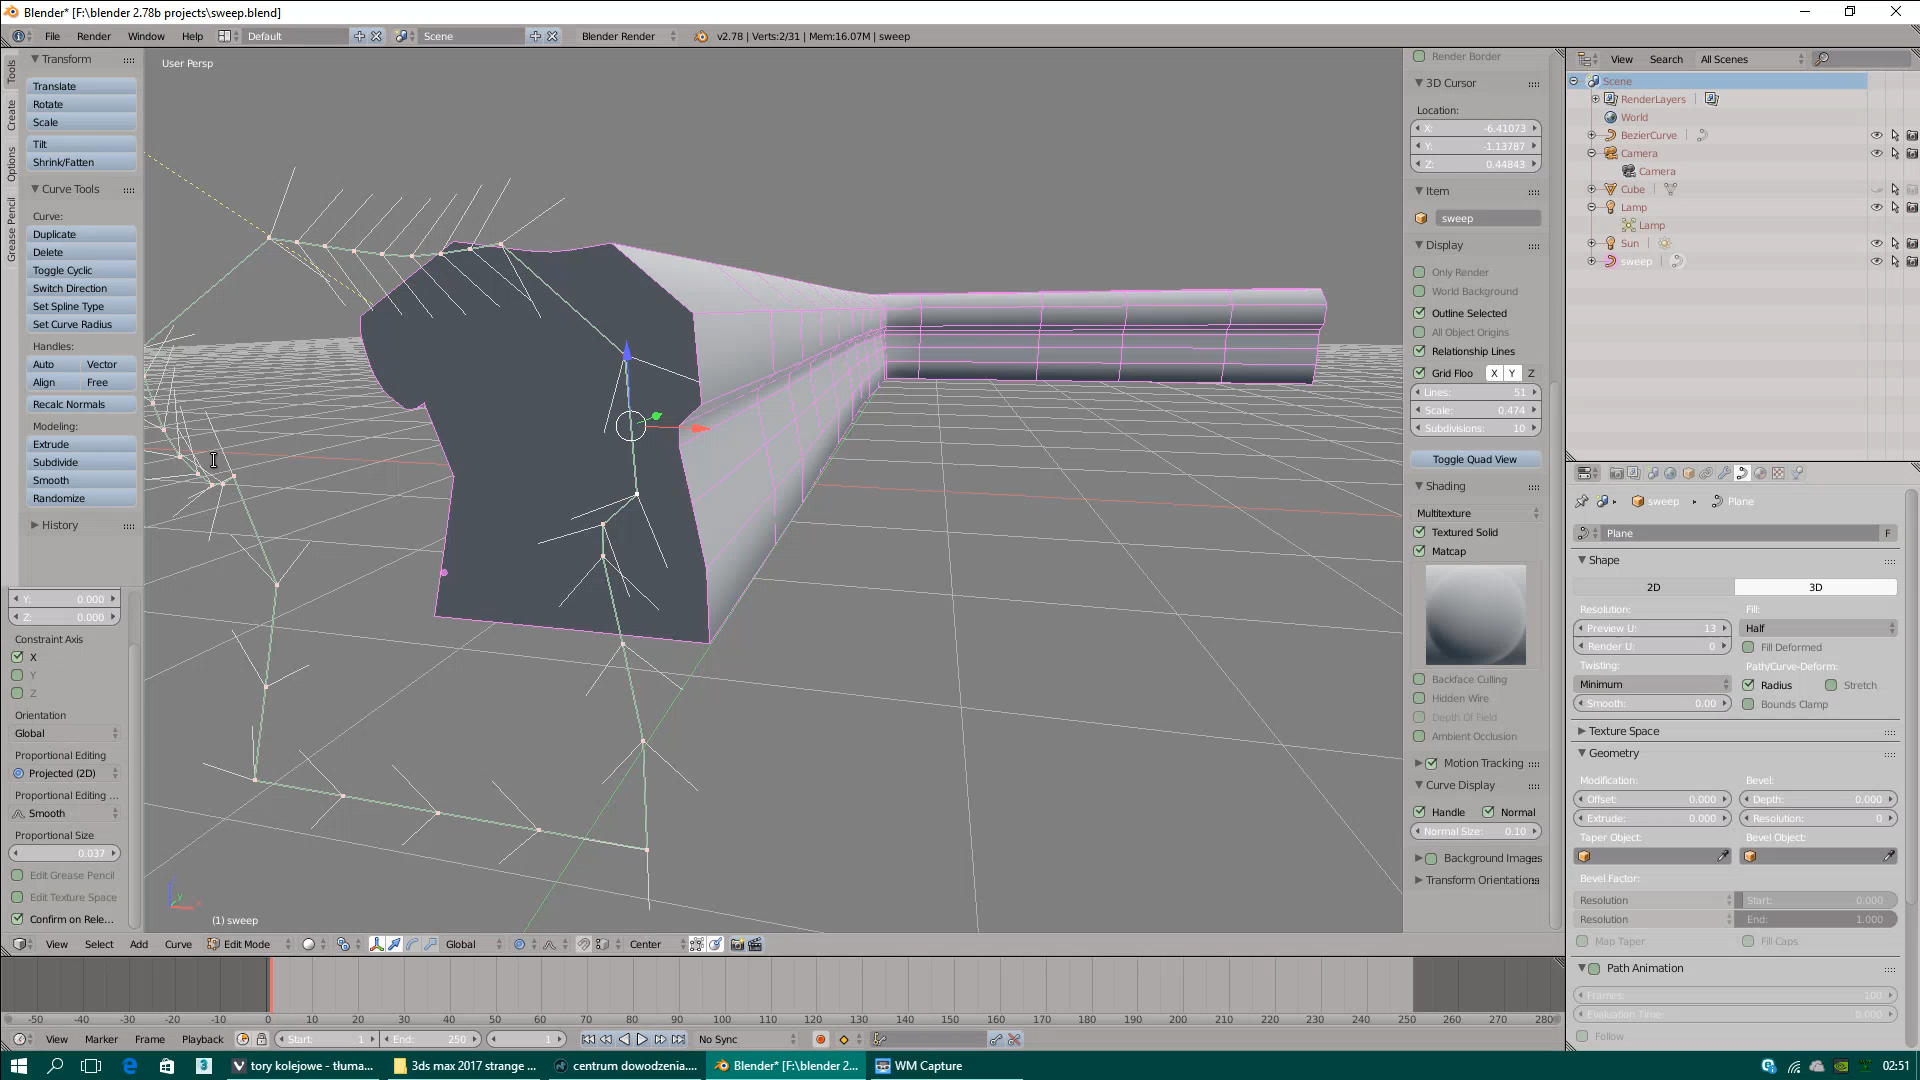 Blender* [F:\blender 2.78b projects\sweep.blend]
File Render Window Help Default Scene Blender Render v2.78 | Verts:2/31 | Mem:16.07M | sweep
Tools
Create
Options
Grease Pencil
Transform
Translate
Rotate
Scale
Tilt
Shrink/Fatten
Curve Tools
Curve:
Duplicate
Delete
Toggle Cyclic
Switch Direction
Set Spline Type
Set Curve Radius
Handles:
Auto Vector
Align Free
Recalc Normals
Modeling:
Extrude
Subdivide
Smooth
Randomize
History
Y: 0.000
Z: 0.000
Constraint Axis
X
Y
Z
Orientation
Global
Proportional Editing
Projected (2D)
Proportional Editing ...
Smooth
Proportional Size
0.037
Edit Grease Pencil
Edit Texture Space
Confirm on Rele...
User Persp
(1) sweep
Render Border
3D Cursor
Location:
X: -6.41073
Y: -1.13787
Z: 0.44843
Item
sweep
Display
Only Render
World Background
Outline Selected
All Object Origins
Relationship Lines
Grid Floo X Y Z
Lines: 51
Scale: 0.474
Subdivisions: 10
Toggle Quad View
Shading
Multitexture
Textured Solid
Matcap
Backface Culling
Hidden Wire
Depth Of Field
Ambient Occlusion
Motion Tracking
Curve Display
Handle Normal
Normal Size: 0.10
Background Images
Transform Orientations
View Search All Scenes
Scene
RenderLayers
World
BezierCurve
Camera
Camera
Cube
Lamp
Lamp
Sun
sweep
sweep Plane
Plane F
Shape
2D 3D
Resolution: Fill:
Preview U: 13 Half
Render U: 0 Fill Deformed
Twisting: Path/Curve-Deform:
Minimum Radius Stretch
Smooth: 0.00 Bounds Clamp
Texture Space
Geometry
Modification: Bevel:
Offset: 0.000 Depth: 0.000
Extrude: 0.000 Resolution: 0
Taper Object: Bevel Object:
Bevel Factor:
Resolution Start: 0.000
Resolution End: 1.000
Map Taper Fill Caps
Path Animation
Frames: 100
Evaluation Time: 0.000
Follow
View Select Add Curve Edit Mode Global Center
-50 -40 -30 -20 -10 0 10 20 30 40 50 60 70 80 90 100 110 120 130 140 150 160 170 180 190 200 210 220 230 240 250 260 270 280
View Marker Frame Playback Start: 1 End: 250 1 No Sync
tory kolejowe - tłuma... 3ds max 2017 strange ... centrum dowodzenia.... Blender* [F:\blender 2... WM Capture 02:51